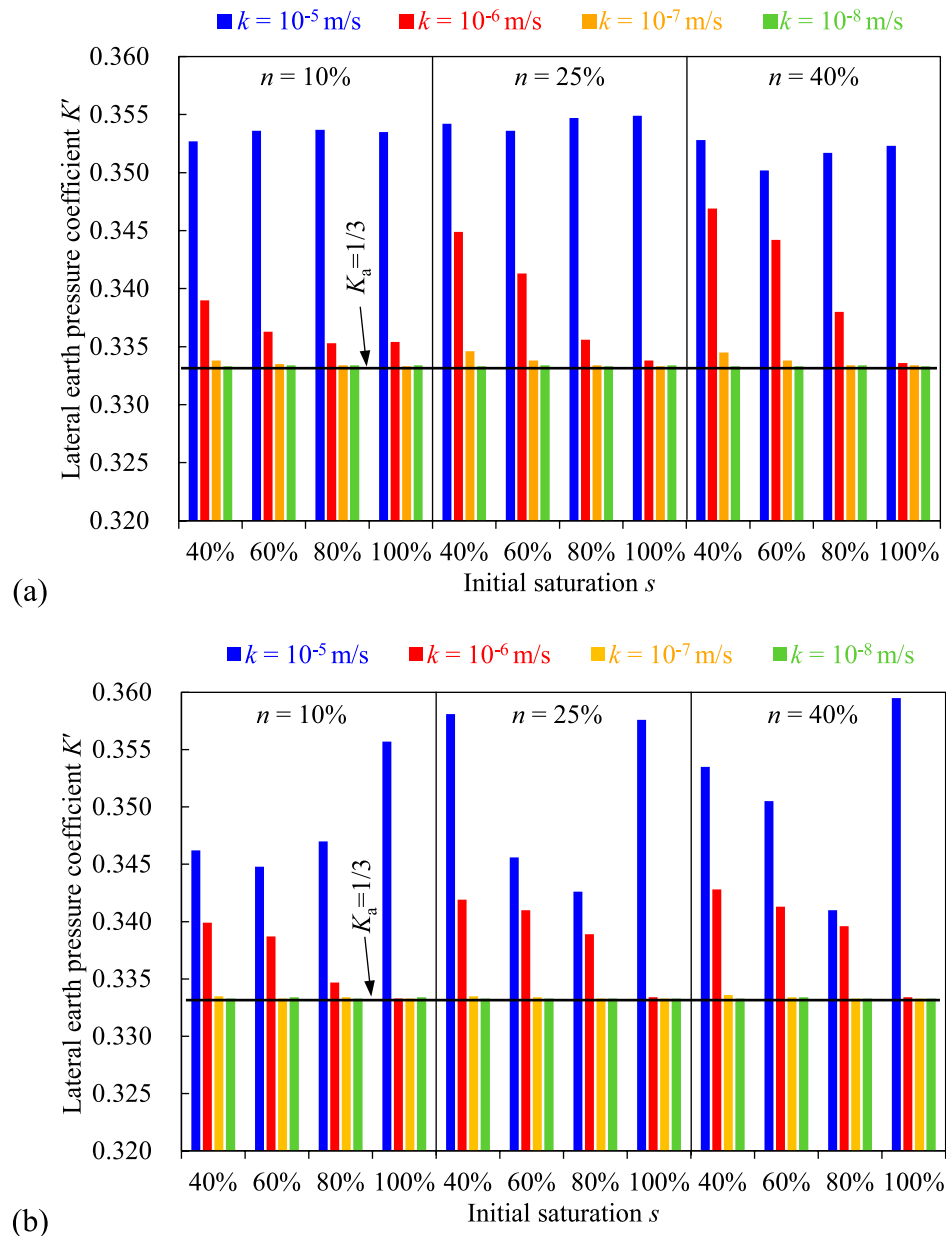 (a)
k = 10⁻⁵ m/s k = 10⁻⁶ m/s k = 10⁻⁷ m/s k = 10⁻⁸ m/s
Lateral earth pressure coefficient K′
0.360
0.355
0.350
0.345
0.340
0.335
0.330
0.325
0.320
n = 10% n = 25% n = 40%
Kₐ=1/3
40% 60% 80% 100% 40% 60% 80% 100% 40% 60% 80% 100%
Initial saturation s
(b)
k = 10⁻⁵ m/s k = 10⁻⁶ m/s k = 10⁻⁷ m/s k = 10⁻⁸ m/s
Lateral earth pressure coefficient K′
0.360
0.355
0.350
0.345
0.340
0.335
0.330
0.325
0.320
n = 10% n = 25% n = 40%
Kₐ=1/3
40% 60% 80% 100% 40% 60% 80% 100% 40% 60% 80% 100%
Initial saturation s